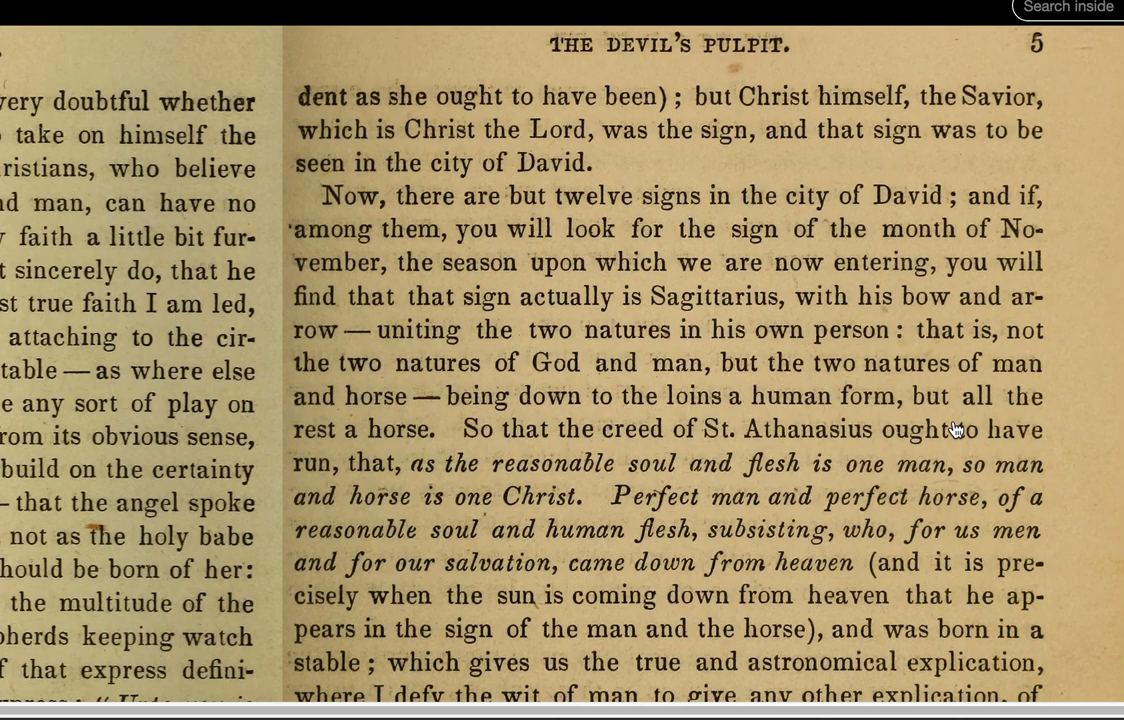 Search inside
very doubtful whether
take on himself the
ristians, who believe
d man, can have no
faith a little bit fur-
t sincerely do, that he
st true faith I am led,
attaching to the cir-
table — as where else
e any sort of play on
rom its obvious sense,
build on the certainty
– that the angel spoke
not as the holy babe
hould be born of her:
the multitude of the
pherds keeping watch
f that express defini-
THE DEVIL'S PULPIT. 5
dent as she ought to have been) ; but Christ himself, the Savior,
which is Christ the Lord, was the sign, and that sign was to be
seen in the city of David.
Now, there are but twelve signs in the city of David ; and if,
among them, you will look for the sign of the month of No-
vember, the season upon which we are now entering, you will
find that that sign actually is Sagittarius, with his bow and ar-
row — uniting the two natures in his own person : that is, not
the two natures of God and man, but the two natures of man
and horse — being down to the loins a human form, but all the
rest a horse. So that the creed of St. Athanasius ought to have
run, that, as the reasonable soul and flesh is one man, so man
and horse is one Christ. Perfect man and perfect horse, of a
reasonable soul and human flesh, subsisting, who, for us men
and for our salvation, came down from heaven (and it is pre-
cisely when the sun is coming down from heaven that he ap-
pears in the sign of the man and the horse), and was born in a
stable ; which gives us the true and astronomical explication,
where I defy the wit of man to give any other explication, of